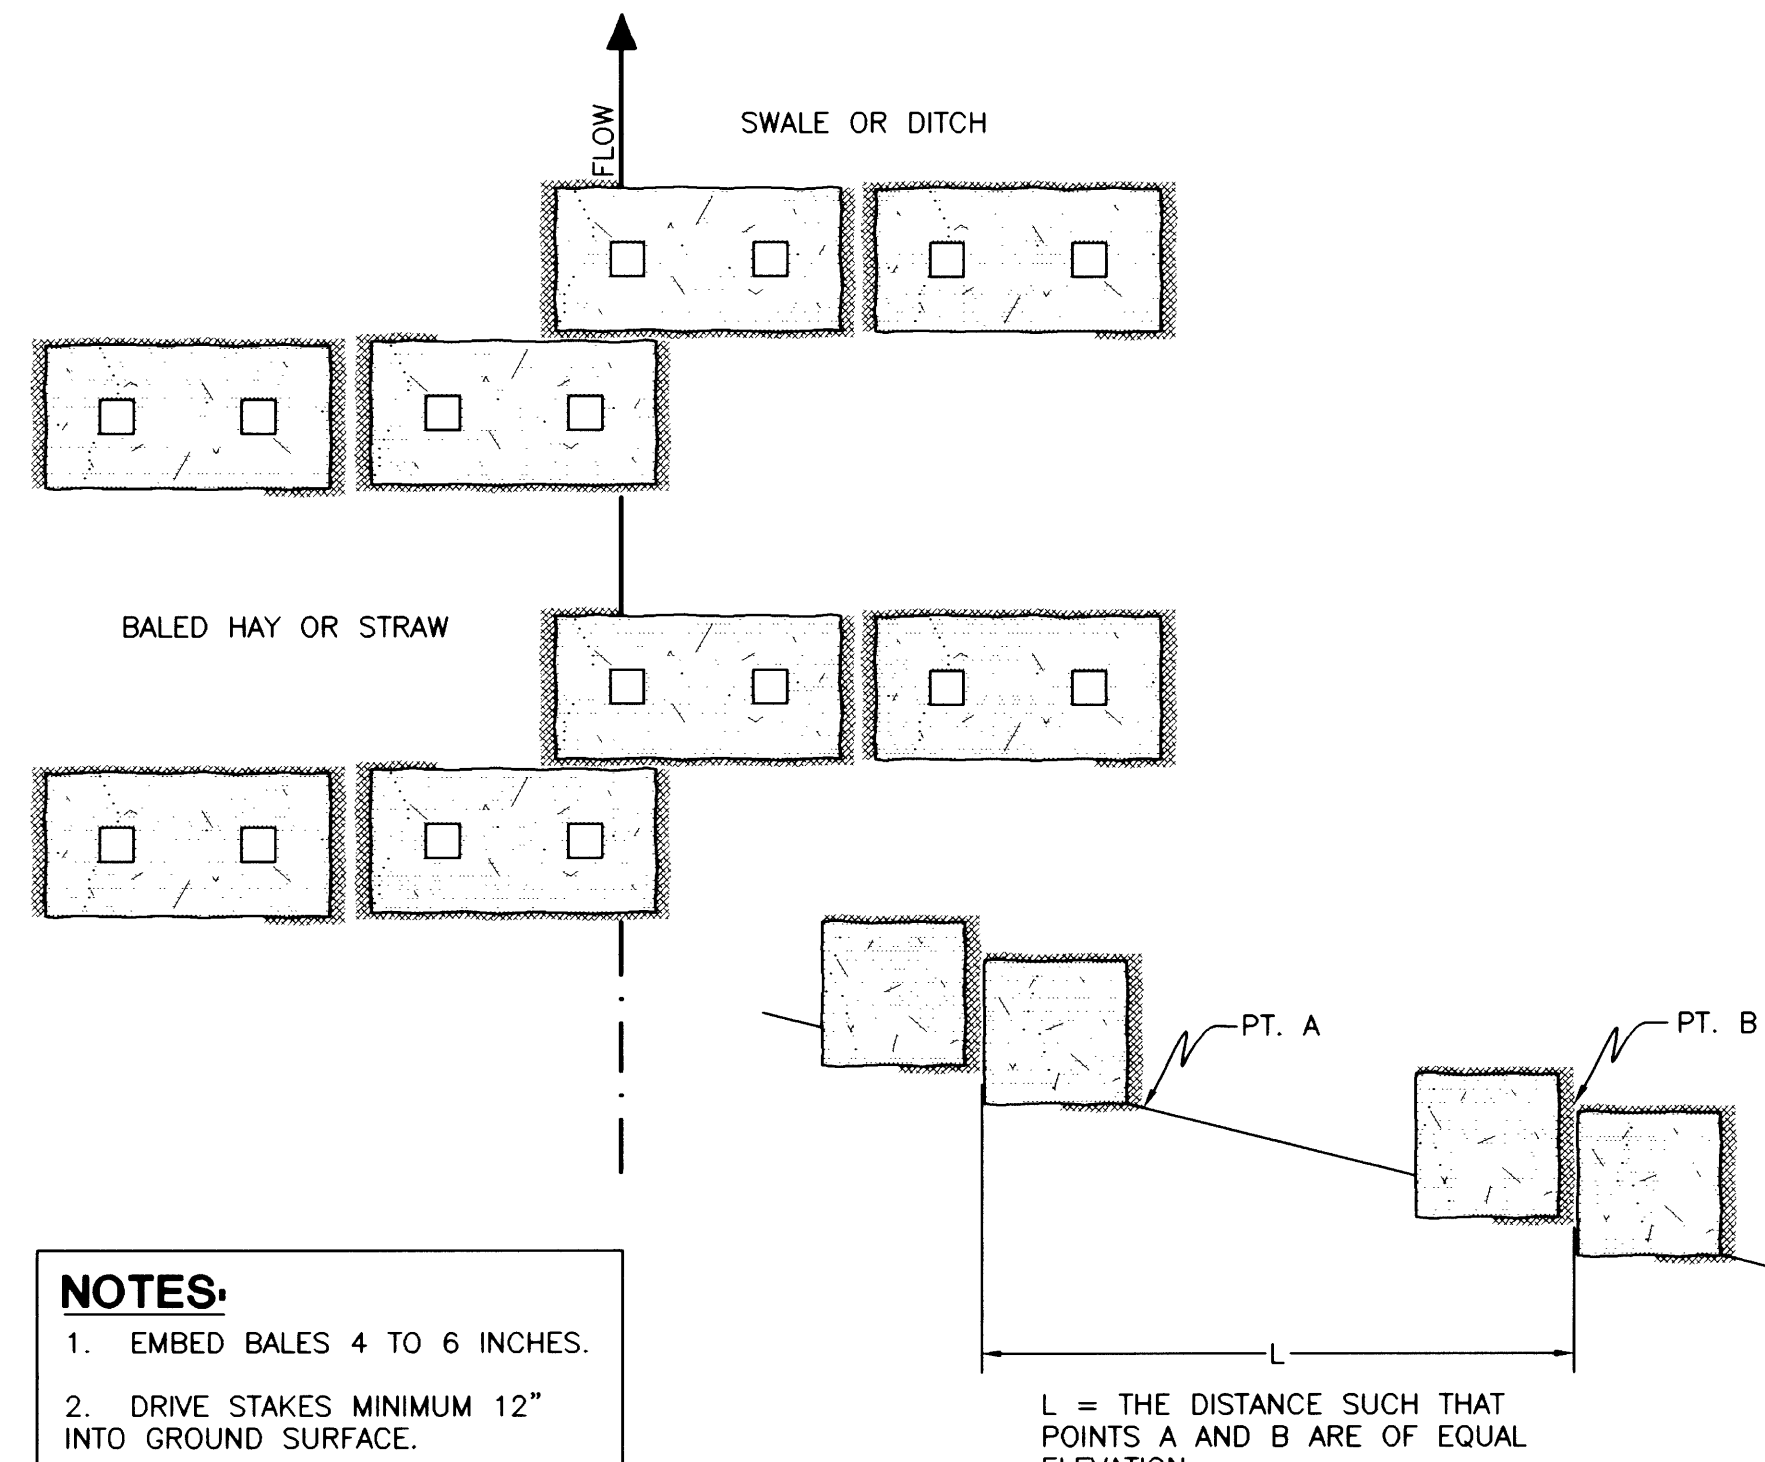 FLOW
SWALE OR DITCH
BALED HAY OR STRAW
PT. A
PT. B
L
L = THE DISTANCE SUCH THAT
POINTS A AND B ARE OF EQUAL
ELEVATION
NOTES:
1. EMBED BALES 4 TO 6 INCHES.
2. DRIVE STAKES MINIMUM 12"
INTO GROUND SURFACE.